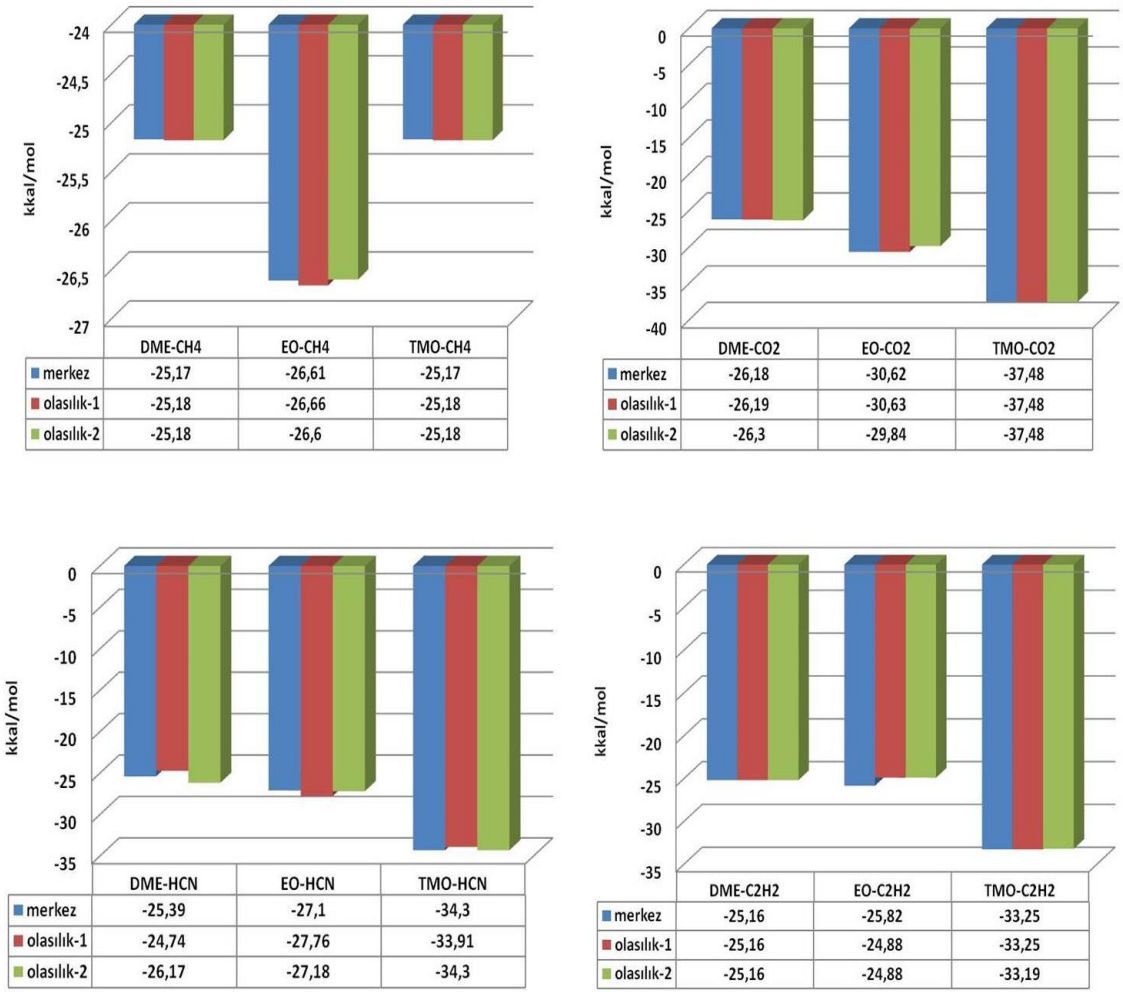 -24
-24,5
-25
-25,5
-26
-26,5
-27
kkal/mol
DME-CH4 EO-CH4 TMO-CH4
merkez -25,17 -26,61 -25,17
olasılık-1 -25,18 -26,66 -25,18
olasılık-2 -25,18 -26,6 -25,18
0
-5
-10
-15
-20
-25
-30
-35
-40
kkal/mol
DME-CO2 EO-CO2 TMO-CO2
merkez -26,18 -30,62 -37,48
olasılık-1 -26,19 -30,63 -37,48
olasılık-2 -26,3 -29,84 -37,48
0
-5
-10
-15
-20
-25
-30
-35
kkal/mol
DME-HCN EO-HCN TMO-HCN
merkez -25,39 -27,1 -34,3
olasılık-1 -24,74 -27,76 -33,91
olasılık-2 -26,17 -27,18 -34,3
0
-5
-10
-15
-20
-25
-30
-35
kkal/mol
DME-C2H2 EO-C2H2 TMO-C2H2
merkez -25,16 -25,82 -33,25
olasılık-1 -25,16 -24,88 -33,25
olasılık-2 -25,16 -24,88 -33,19